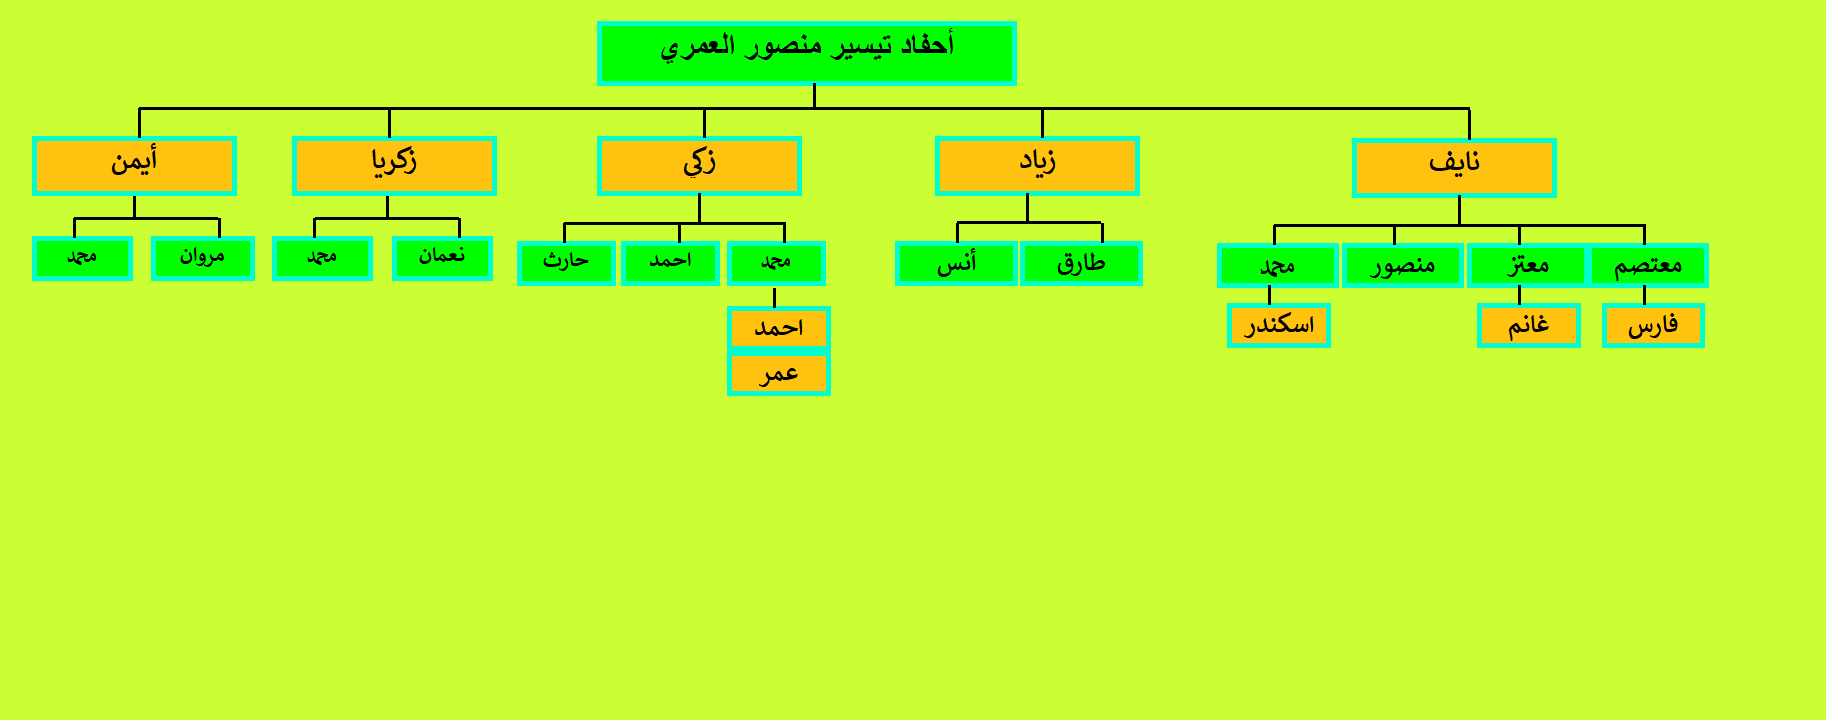 أحفاد تيسير منصور العمري
نايف
زياد
زكي
زكريا
أيمن
معتصم
معتز
منصور
محمد
طارق
أنس
محمد
احمد
حارث
نعمان
محمد
مروان
محمد
فارس
غانم
اسكندر
احمد
عمر